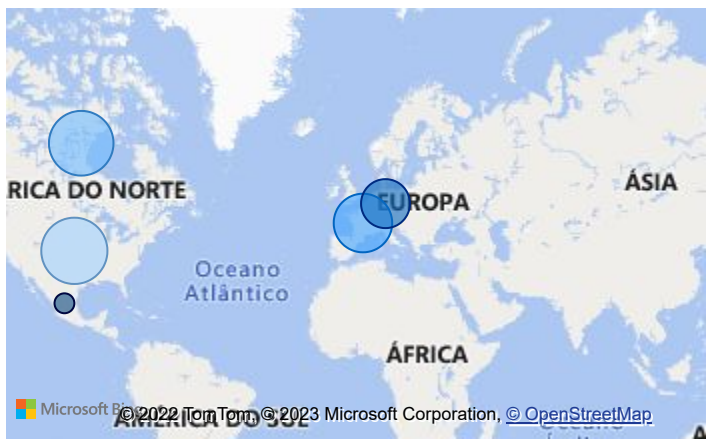 RICA DO NORTE
EUROPA
ÁSIA
Oceano
Atlântico
ÁFRICA
Microsoft Bing
© 2022 TomTom, © 2023 Microsoft Corporation, © OpenStreetMap
AMÉRICA DO SUL
Oceano
A